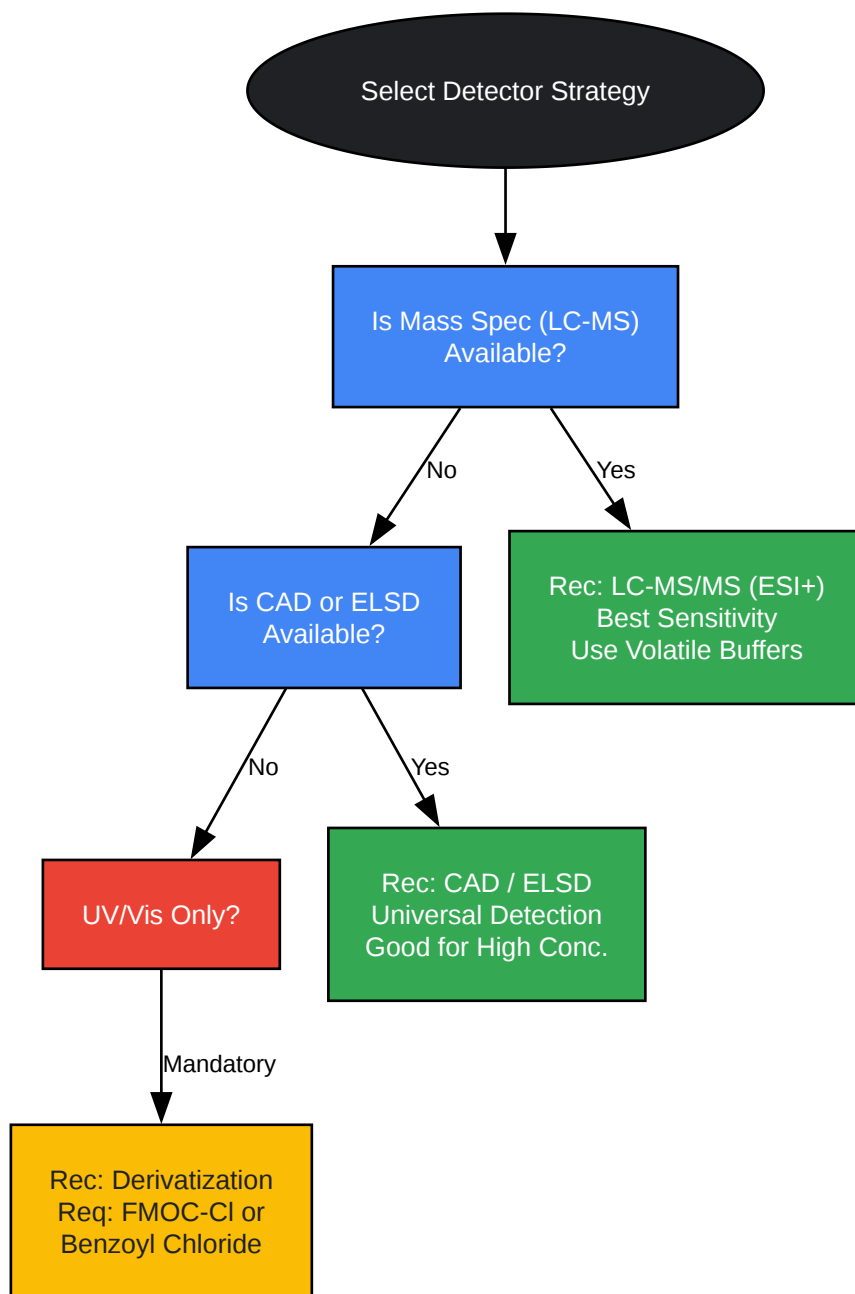 Select Detector Strategy
Is Mass Spec (LC-MS)
Available?
No
Yes
Is CAD or ELSD
Available?
Rec: LC-MS/MS (ESI+)
Best Sensitivity
Use Volatile Buffers
No
Yes
UV/Vis Only?
Rec: CAD / ELSD
Universal Detection
Good for High Conc.
Mandatory
Rec: Derivatization
Req: FMOC-Cl or
Benzoyl Chloride